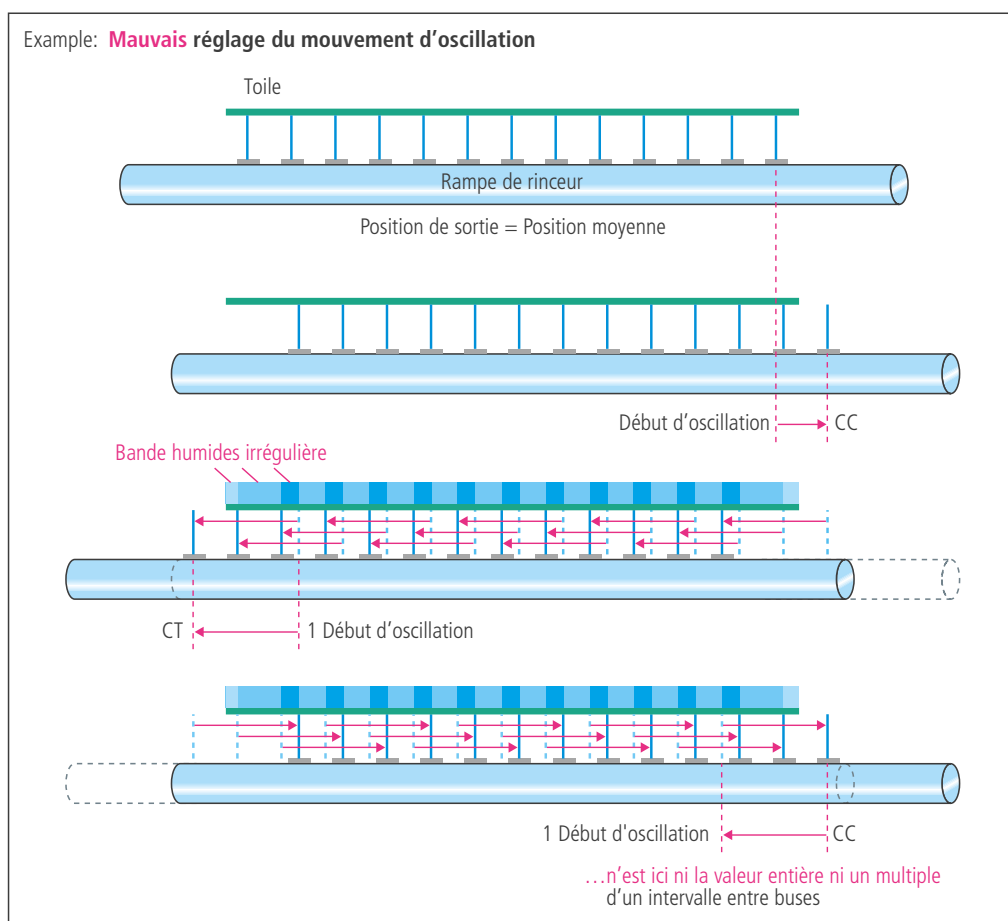 Example: Mauvais réglage du mouvement d’oscillation
Toile
Rampe de rinceur
Position de sortie = Position moyenne
Début d’oscillation
CC
Bande humides irrégulière
CT
1 Début d’oscillation
1 Début d'oscillation
CC
…n’est ici ni la valeur entière ni un multiple
d’un intervalle entre buses